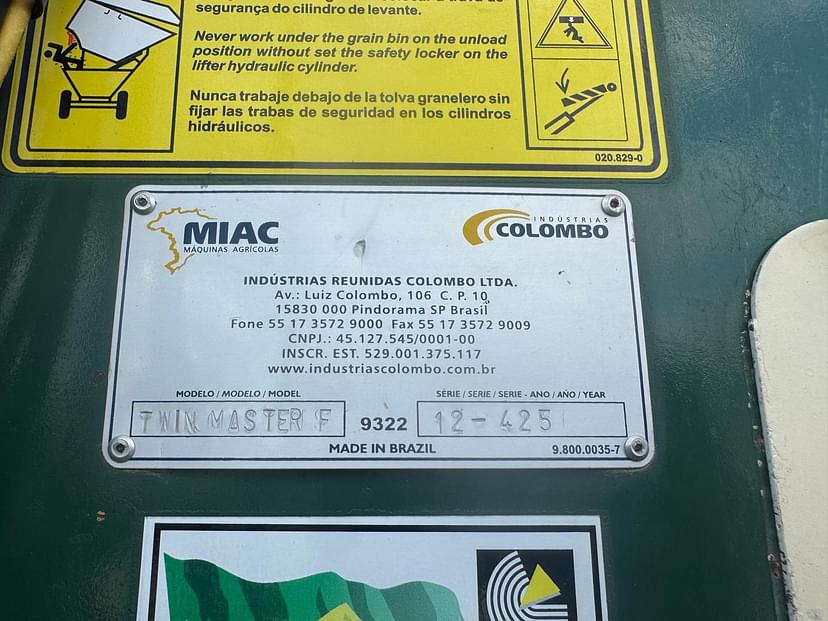 segurança do cilindro de levante.
Never work under the grain bin on the unload
position without set the safety locker on the
lifter hydraulic cylinder.
Nunca trabaje debajo de la tolva granelero sin
fijar las trabas de seguridad en los cilindros
hidráulicos.
020.829-0
MIAC
MÁQUINAS AGRÍCOLAS
INDÚSTRIAS
COLOMBO
INDÚSTRIAS REUNIDAS COLOMBO LTDA.
Av.: Luiz Colombo, 106 C. P. 10
15830 000 Pindorama SP Brasil
Fone 55 17 3572 9000 Fax 55 17 3572 9009
CNPJ.: 45.127.545/0001-00
INSCR. EST. 529.001.375.117
www.industriascolombo.com.br
MODELO / MODELO / MODEL
SÉRIE / SERIE / SERIE - ANO / AÑO / YEAR
TWIN MASTER F 9322 12-425
MADE IN BRAZIL
9.800.0035-7